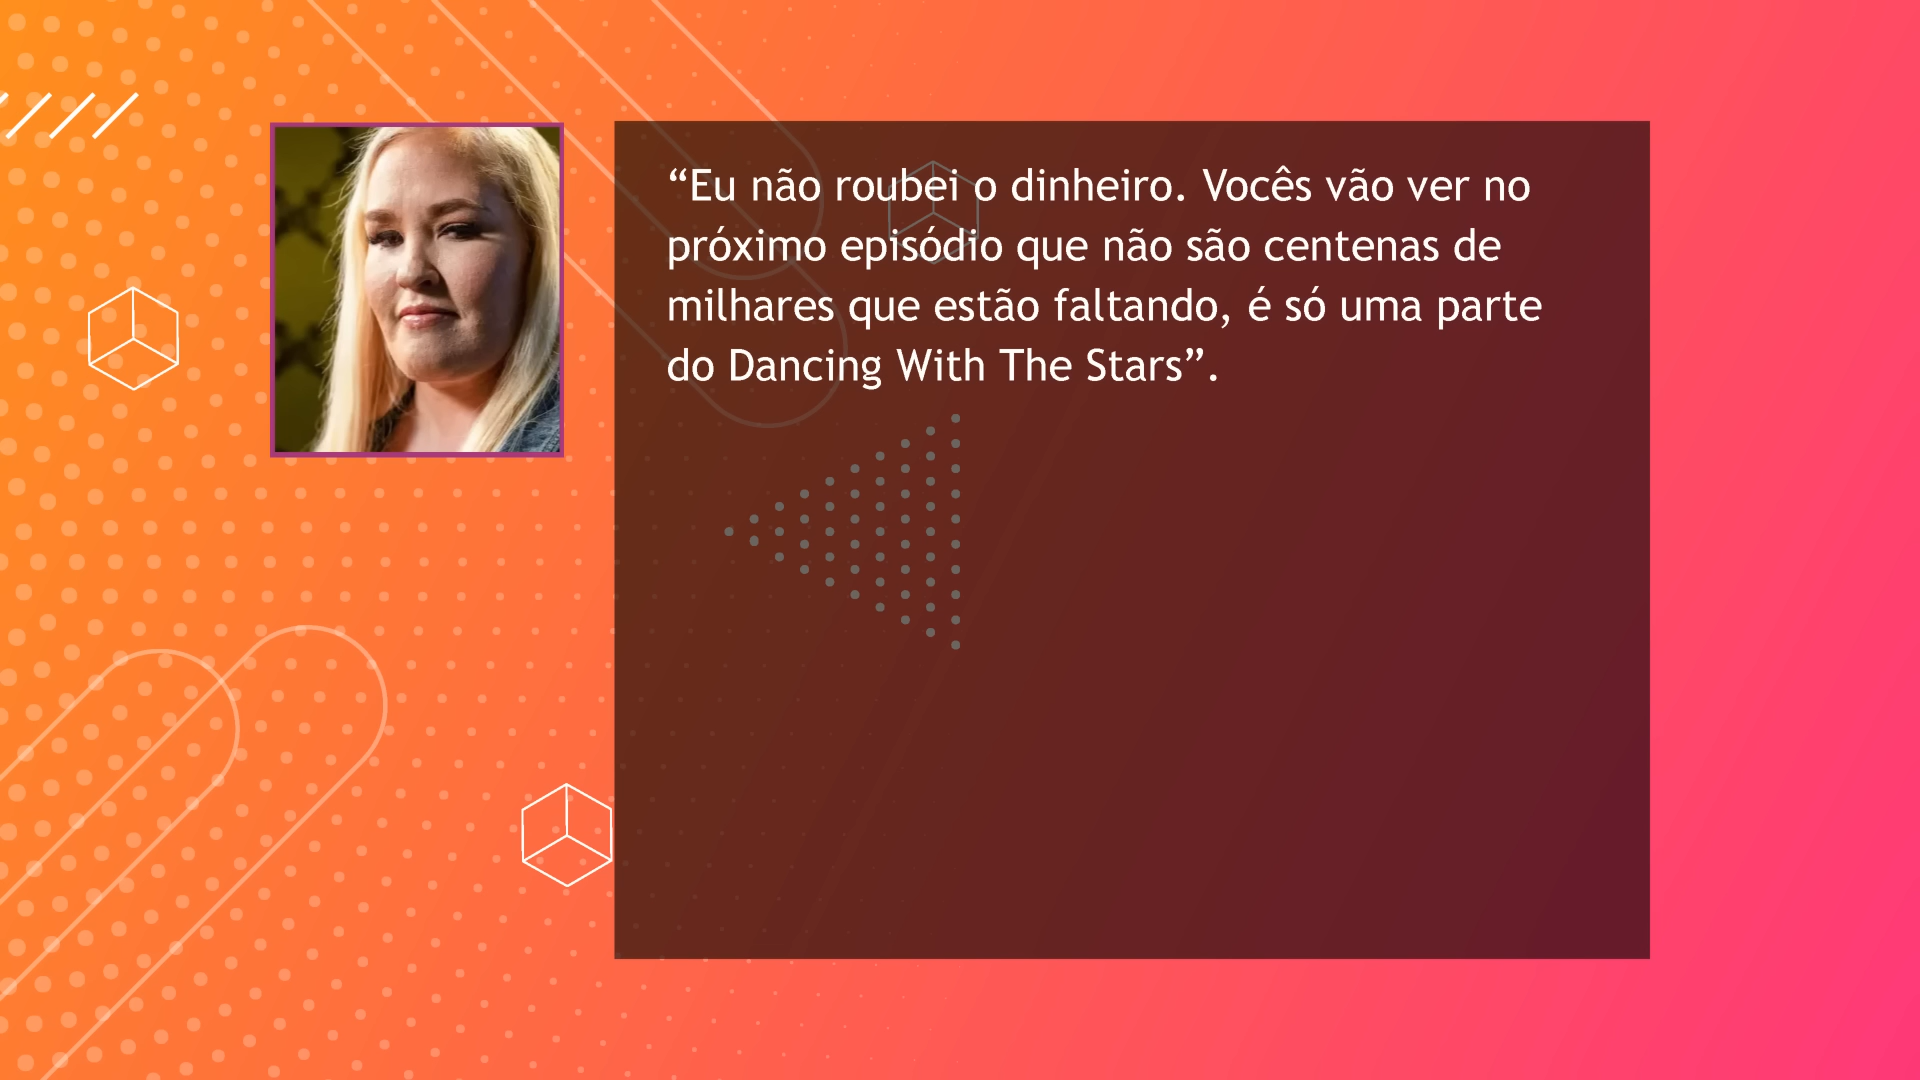 “Eu não roubei o dinheiro. Vocês vão ver no
próximo episódio que não são centenas de
milhares que estão faltando, é só uma parte
do Dancing With The Stars”.